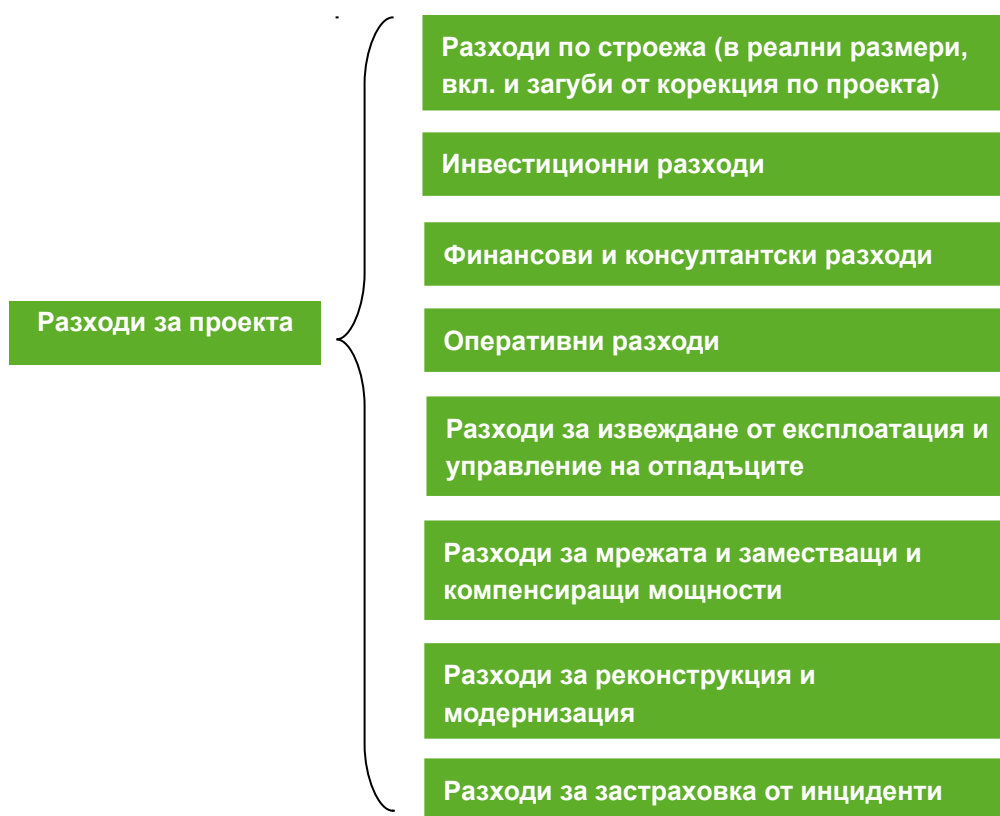 Разходи за проекта
Разходи по строежа (в реални размери,
вкл. и загуби от корекция по проекта)
Инвестиционни разходи
Финансови и консултантски разходи
Оперативни разходи
Разходи за извеждане от експлоатация и
управление на отпадъците
Разходи за мрежата и заместващи и
компенсиращи мощности
Разходи за реконструкция и
модернизация
Разходи за застраховка от инциденти